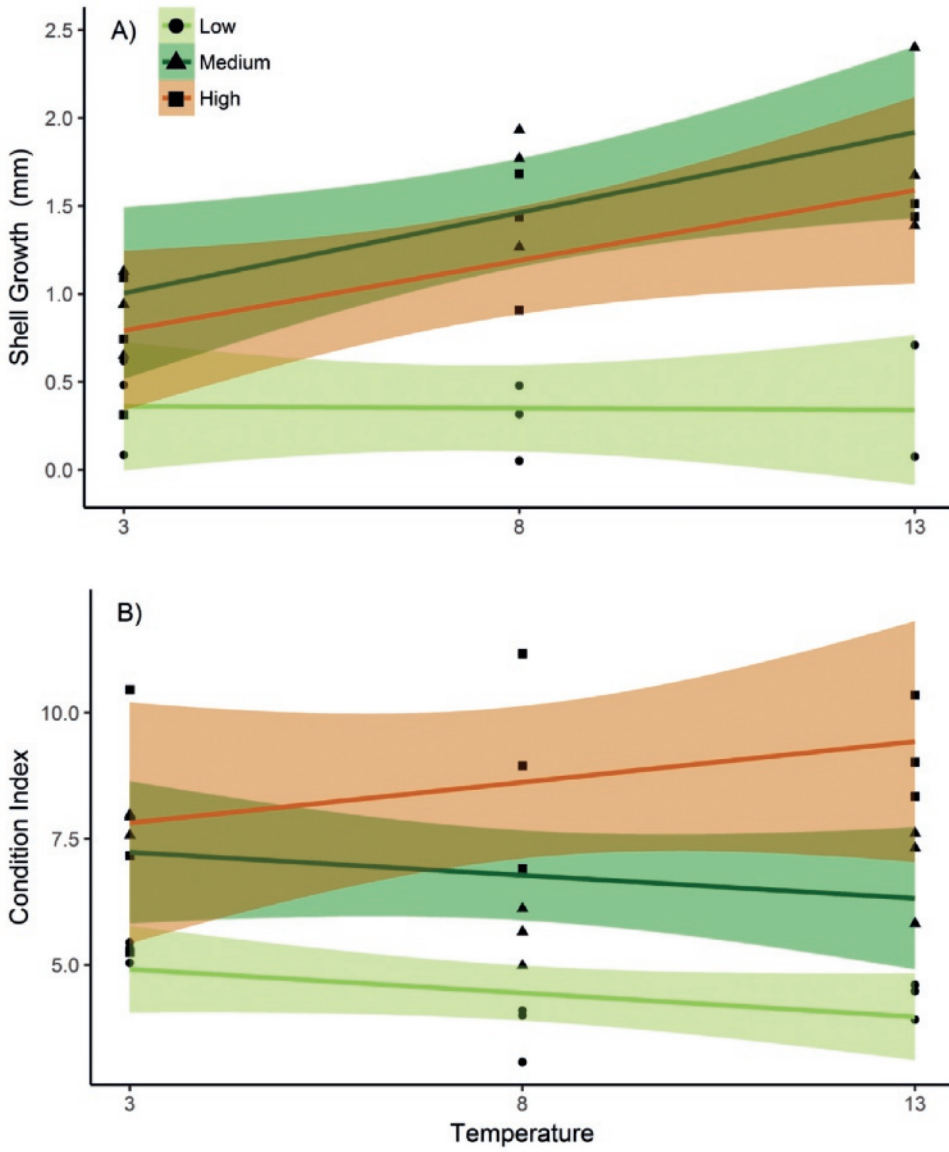 A)
Low
Medium
High
Shell Growth (mm)
2.5
2.0
1.5
1.0
0.5
0.0
3 8 13
B)
Condition Index
10.0
7.5
5.0
3 8 13
Temperature